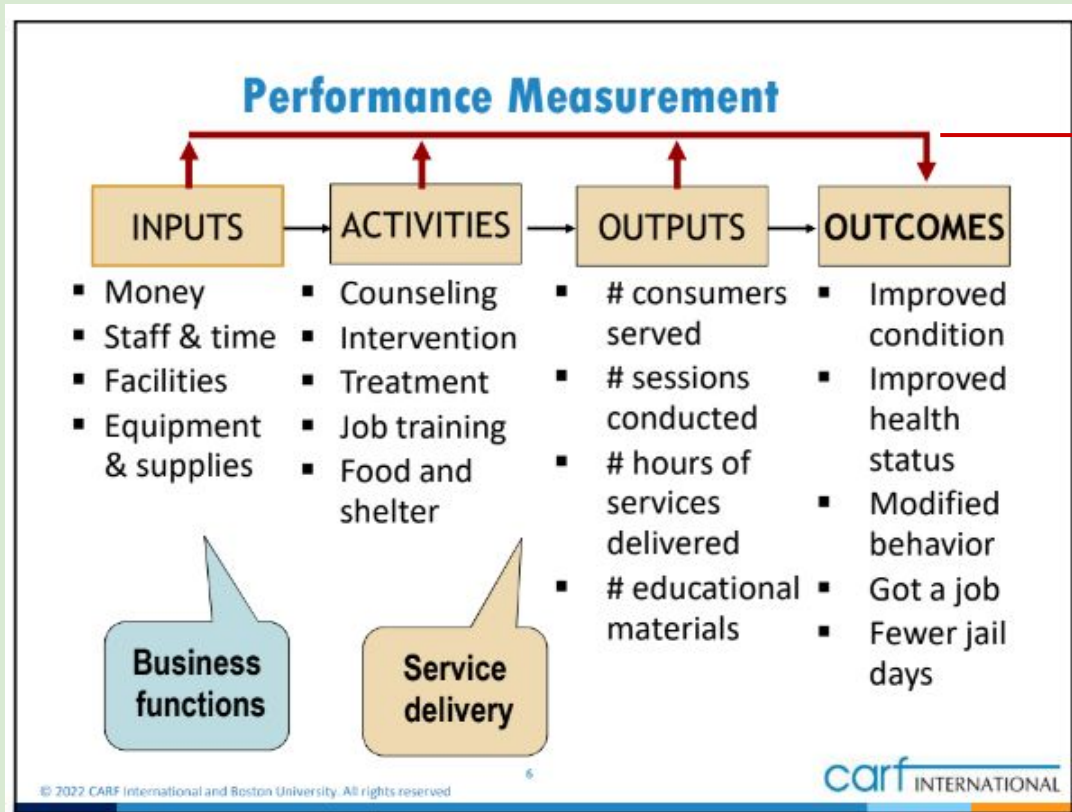 Performance Measurement
INPUTS
▪ Money
▪ Staff & time
▪ Facilities
▪ Equipment
& supplies
ACTIVITIES
▪ Counseling
▪ Intervention
▪ Treatment
▪ Job training
▪ Food and
shelter
OUTPUTS
▪ # consumers
served
▪ # sessions
conducted
▪ # hours of
services
delivered
▪ # educational
materials
OUTCOMES
▪ Improved
condition
▪ Improved
health
status
▪ Modified
behavior
▪ Got a job
▪ Fewer jail
days
Business
functions
Service
delivery
6
© 2022 CARF International and Boston University. All rights reserved
carf INTERNATIONAL